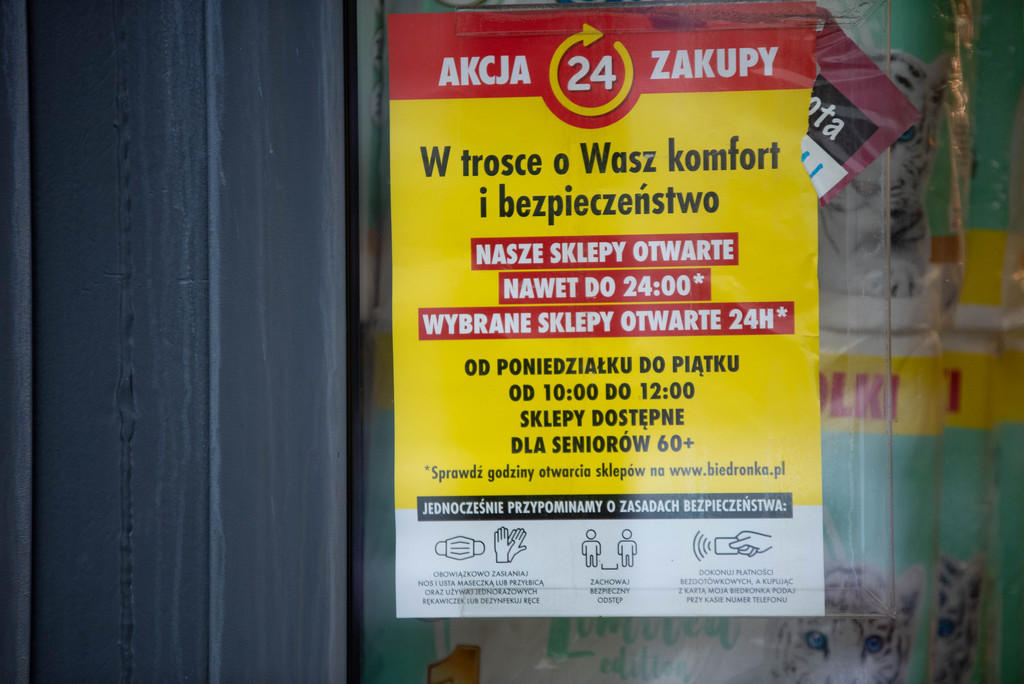 AKCJA 24 ZAKUPY
W trosce o Wasz komfort
i bezpieczeństwo
NASZE SKLEPY OTWARTE
NAWET DO 24:00*
WYBRANE SKLEPY OTWARTE 24H*
OD PONIEDZIAŁKU DO PIĄTKU
OD 10:00 DO 12:00
SKLEPY DOSTĘPNE
DLA SENIORÓW 60+
*Sprawdź godziny otwarcia sklepów na www.biedronka.pl
JEDNOCZEŚNIE PRZYPOMINAMY O ZASADACH BEZPIECZEŃSTWA:
OBOWIĄZKOWO ZASŁANIAJ
NOS I USTA MASECZKĄ LUB PRZYŁBICĄ
ORAZ UŻYWAJ JEDNORAZOWYCH
RĘKAWICZEK LUB DEZYNFEKUJ RĘCE
ZACHOWAJ
BEZPIECZNY
ODSTĘP
DOKONUJ PŁATNOŚCI
BEZGOTÓWKOWYCH, A KUPUJĄC
Z KARTĄ MOJA BIEDRONKA PODAJ
PRZY KASIE NUMER TELEFONU
edition